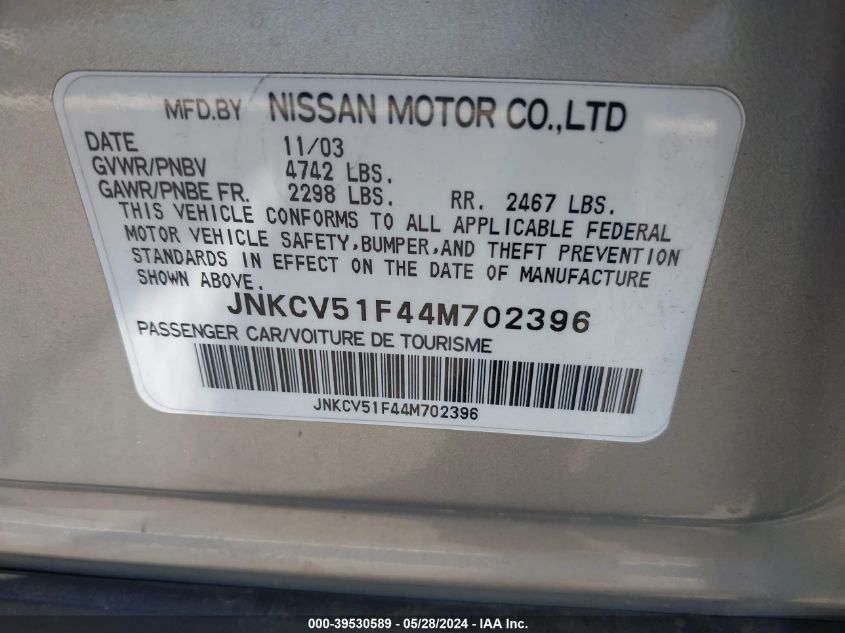 MFD.BY NISSAN MOTOR CO.,LTD
DATE 11/03
GVWR/PNBV 4742 LBS.
GAWR/PNBE FR. 2298 LBS. RR. 2467 LBS.
THIS VEHICLE CONFORMS TO ALL APPLICABLE FEDERAL
MOTOR VEHICLE SAFETY,BUMPER,AND THEFT PREVENTION
STANDARDS IN EFFECT ON THE DATE OF MANUFACTURE
SHOWN ABOVE.
JNKCV51F44M702396
PASSENGER CAR/VOITURE DE TOURISME
JNKCV51F44M702396
000-39530589 - 05/28/2024 - IAA Inc.